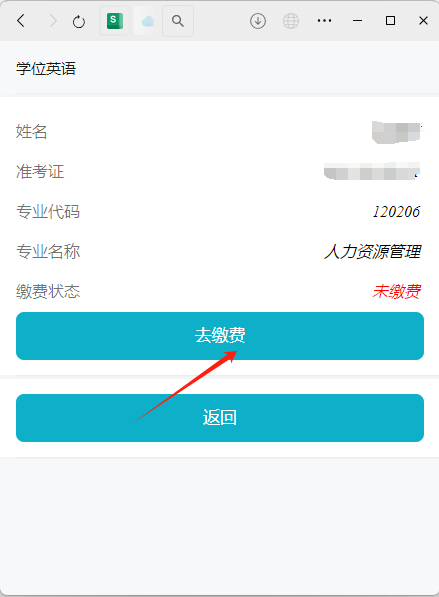 学位英语
姓名
准考证
专业代码 120206
专业名称 人力资源管理
缴费状态 未缴费
去缴费
返回